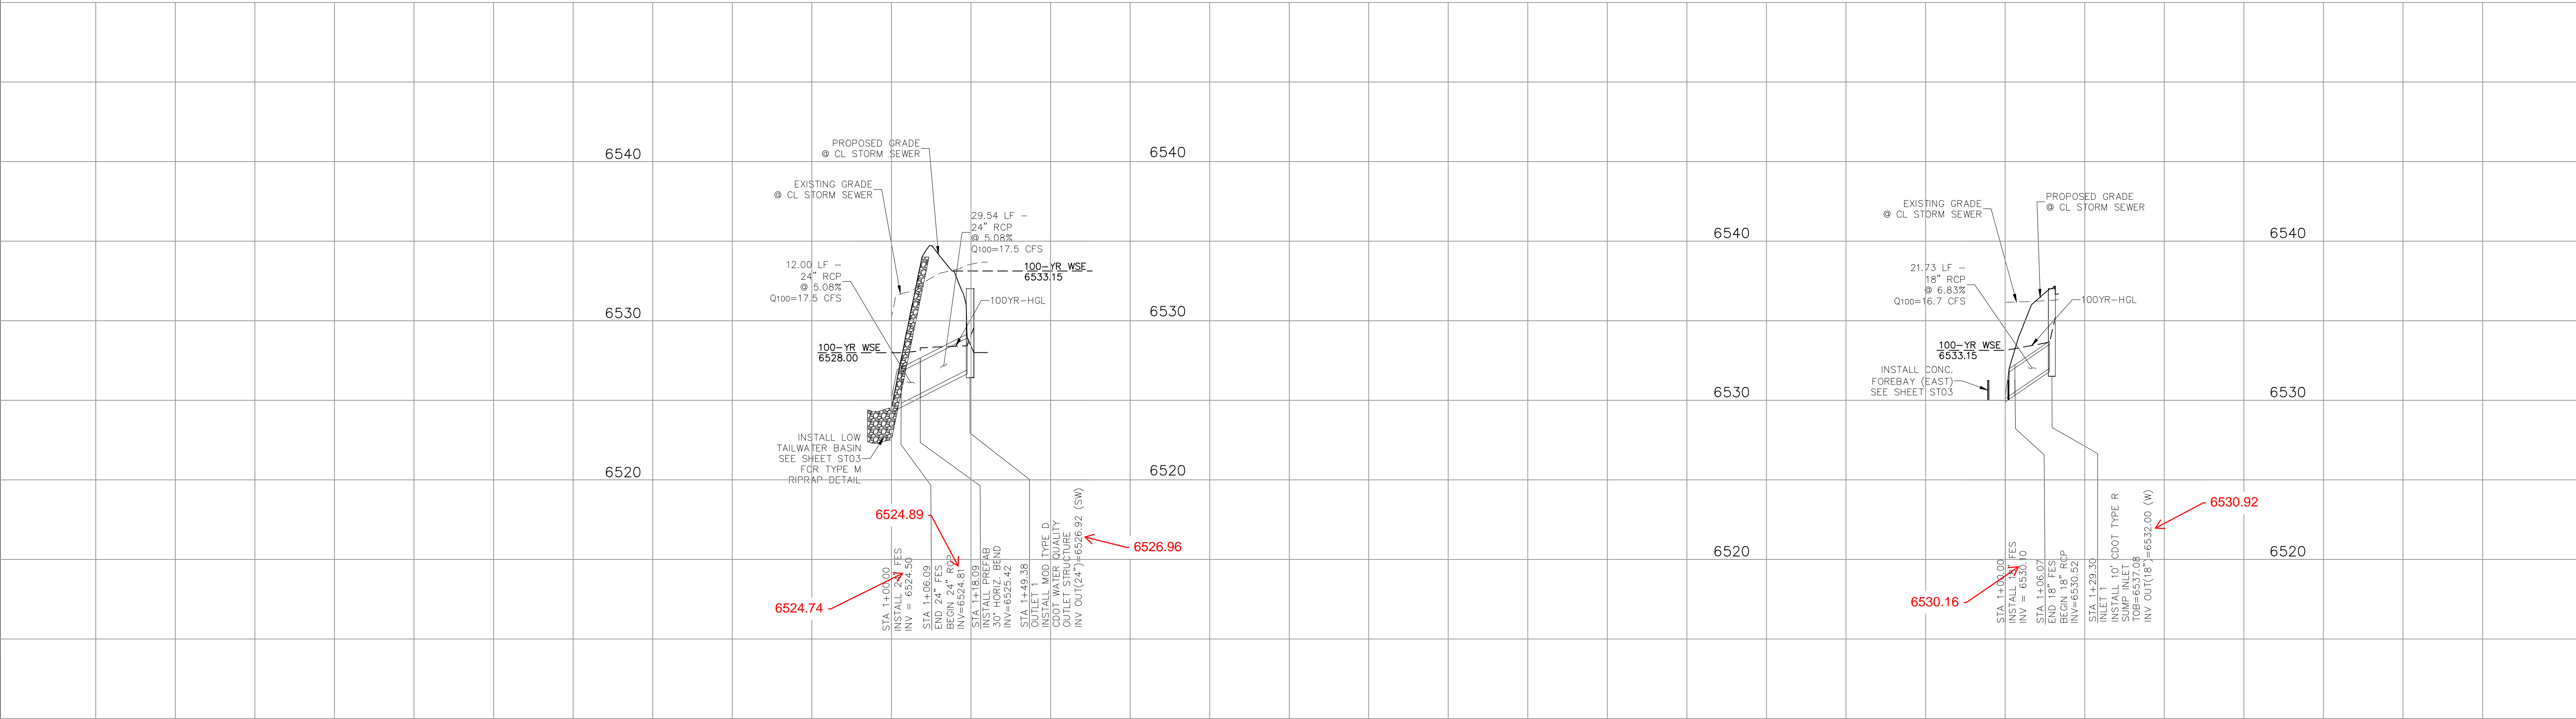 PROPOSED GRADE
@ CL STORM SEWER
6540
6540
EXISTING GRADE
@ CL STORM SEWER
29.54 LF -
24" RCP
@ 5.08%
Q100=17.5 CFS
12.00 LF -
24" RCP
@ 5.08%
Q100=17.5 CFS
100-YR WSE
6533.15
100YR-HGL
6530
6530
100-YR WSE
6528.00
INSTALL LOW
TAILWATER BASIN
SEE SHEET ST03
FOR TYPE M
RIPRAP DETAIL
6520
6520
6524.89
6526.96
6524.74
STA 1+00.00
INSTALL 24" FES
INV = 6524.50
STA 1+06.09
END 24" FES
BEGIN 24" RCP
INV=6524.81
STA 1+18.09
INSTALL PREFAB
30° HORIZ. BEND
INV=6525.42
STA 1+49.38
OUTLET 1
INSTALL MOD TYPE D
CDOT WATER QUALITY
OUTLET STRUCTURE
INV OUT(24")=6526.92 (SW)
EXISTING GRADE
@ CL STORM SEWER
PROPOSED GRADE
@ CL STORM SEWER
6540
6540
21.73 LF -
18" RCP
@ 6.83%
Q100=16.7 CFS
100YR-HGL
100-YR WSE
6533.15
INSTALL CONC.
FOREBAY (EAST)
SEE SHEET ST03
6530
6530
6530.92
6520
6520
6530.16
STA 1+00.00
INSTALL 18" FES
INV = 6530.10
STA 1+06.07
END 18" FES
BEGIN 18" RCP
INV=6530.52
STA 1+29.30
INLET 1
INSTALL 10' CDOT TYPE R
SUMP INLET
TOB=6537.08
INV OUT(18")=6532.00 (W)